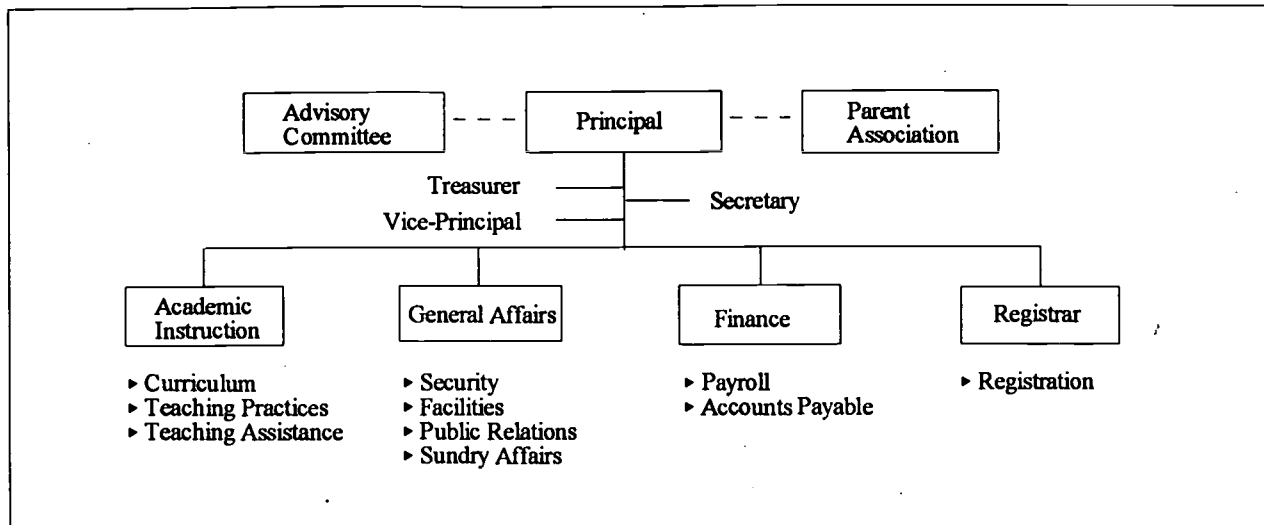 Advisory
Committee
Principal
Parent
Association
Treasurer
Secretary
Vice-Principal
Academic
Instruction
General Affairs
Finance
Registrar
▸ Curriculum
▸ Teaching Practices
▸ Teaching Assistance
▸ Security
▸ Facilities
▸ Public Relations
▸ Sundry Affairs
▸ Payroll
▸ Accounts Payable
▸ Registration